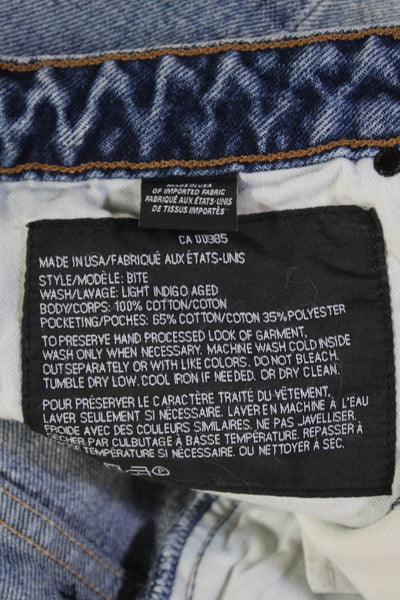 MADE IN USA
OF IMPORTED FABRIC
FABRIQUÉ AUX ÉTATS-UNIS
DE TISSUS IMPORTÉS
CA 00985
MADE IN USA/FABRIQUÉ AUX ÉTATS-UNIS
STYLE/MODÈLE: BITE
WASH/LAVAGE: LIGHT INDIGO AGED
BODY/CORPS: 100% COTTON/COTON
POCKETING/POCHES: 65% COTTON/COTON 35% POLYESTER
TO PRESERVE HAND PROCESSED LOOK OF GARMENT,
WASH ONLY WHEN NECESSARY. MACHINE WASH COLD INSIDE
OUT SEPARATELY OR WITH LIKE COLORS. DO NOT BLEACH.
TUMBLE DRY LOW. COOL IRON IF NEEDED. OR DRY CLEAN.
POUR PRÉSERVER LE CARACTÈRE TRAITÉ DU VÊTEMENT,
LAVER SEULEMENT SI NÉCESSAIRE. LAVER EN MACHINE À L'EAU
FROIDE AVEC DES COULEURS SIMILAIRES. NE PAS JAVELLISER.
SÉCHER PAR CULBUTAGE À BASSE TEMPÉRATURE. REPASSER À
TEMPÉRATURE SI NÉCESSAIRE. OU NETTOYER À SEC.